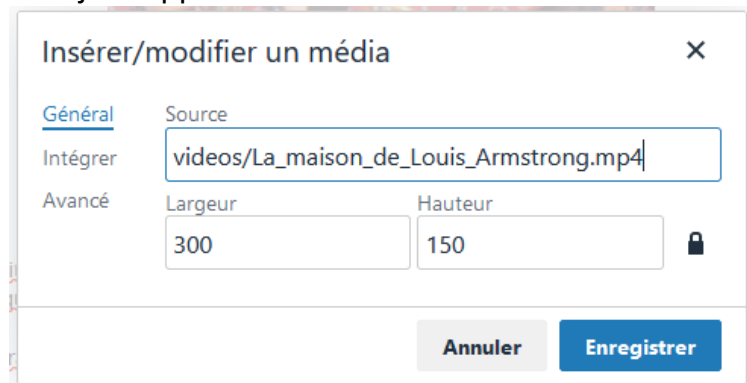 Insérer/modifier un média
Général
Source
Intégrer
videos/La_maison_de_Louis_Armstrong.mp4
Avancé
Largeur
Hauteur
300
150
Annuler
Enregistrer